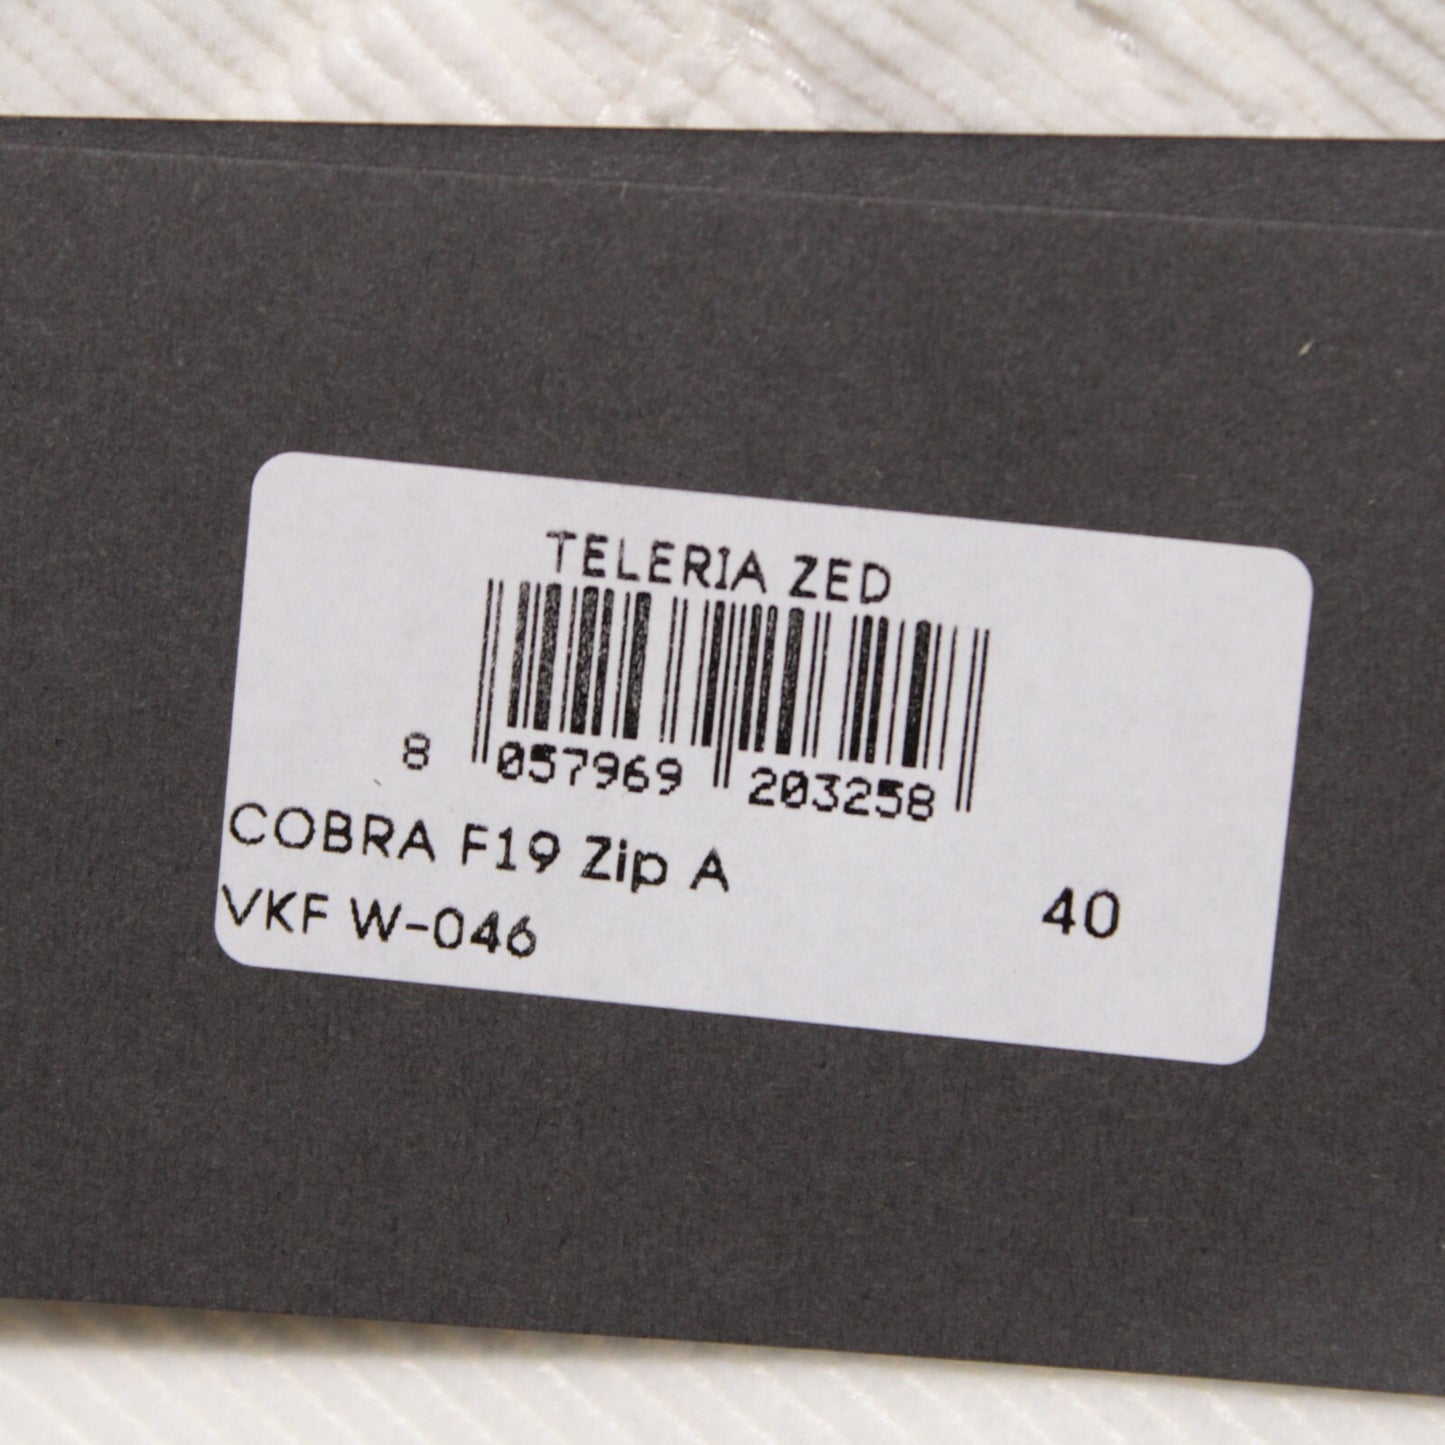 TELERIA ZED
8 057969 203258
COBRA F19 Zip A
VKF W-046 40